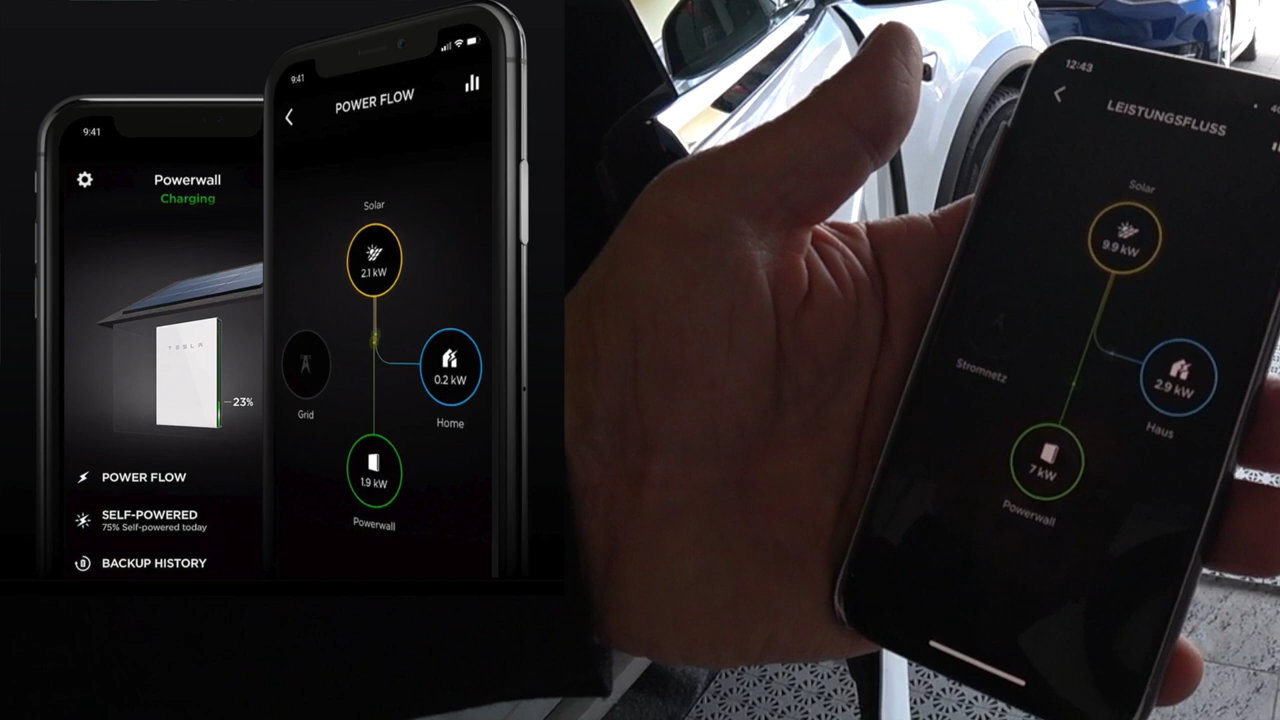 9:41
Powerwall
Charging
TESLA
23%
POWER FLOW
SELF-POWERED
75% Self-powered today
BACKUP HISTORY
9:41
POWER FLOW
Solar
2.1 kW
0.2 kW
Grid
Home
1.9 kW
Powerwall
12:43
LEISTUNGSFLUSS
Solar
9.9 kW
Stromnetz
2.9 kW
Haus
7 kW
Powerwall